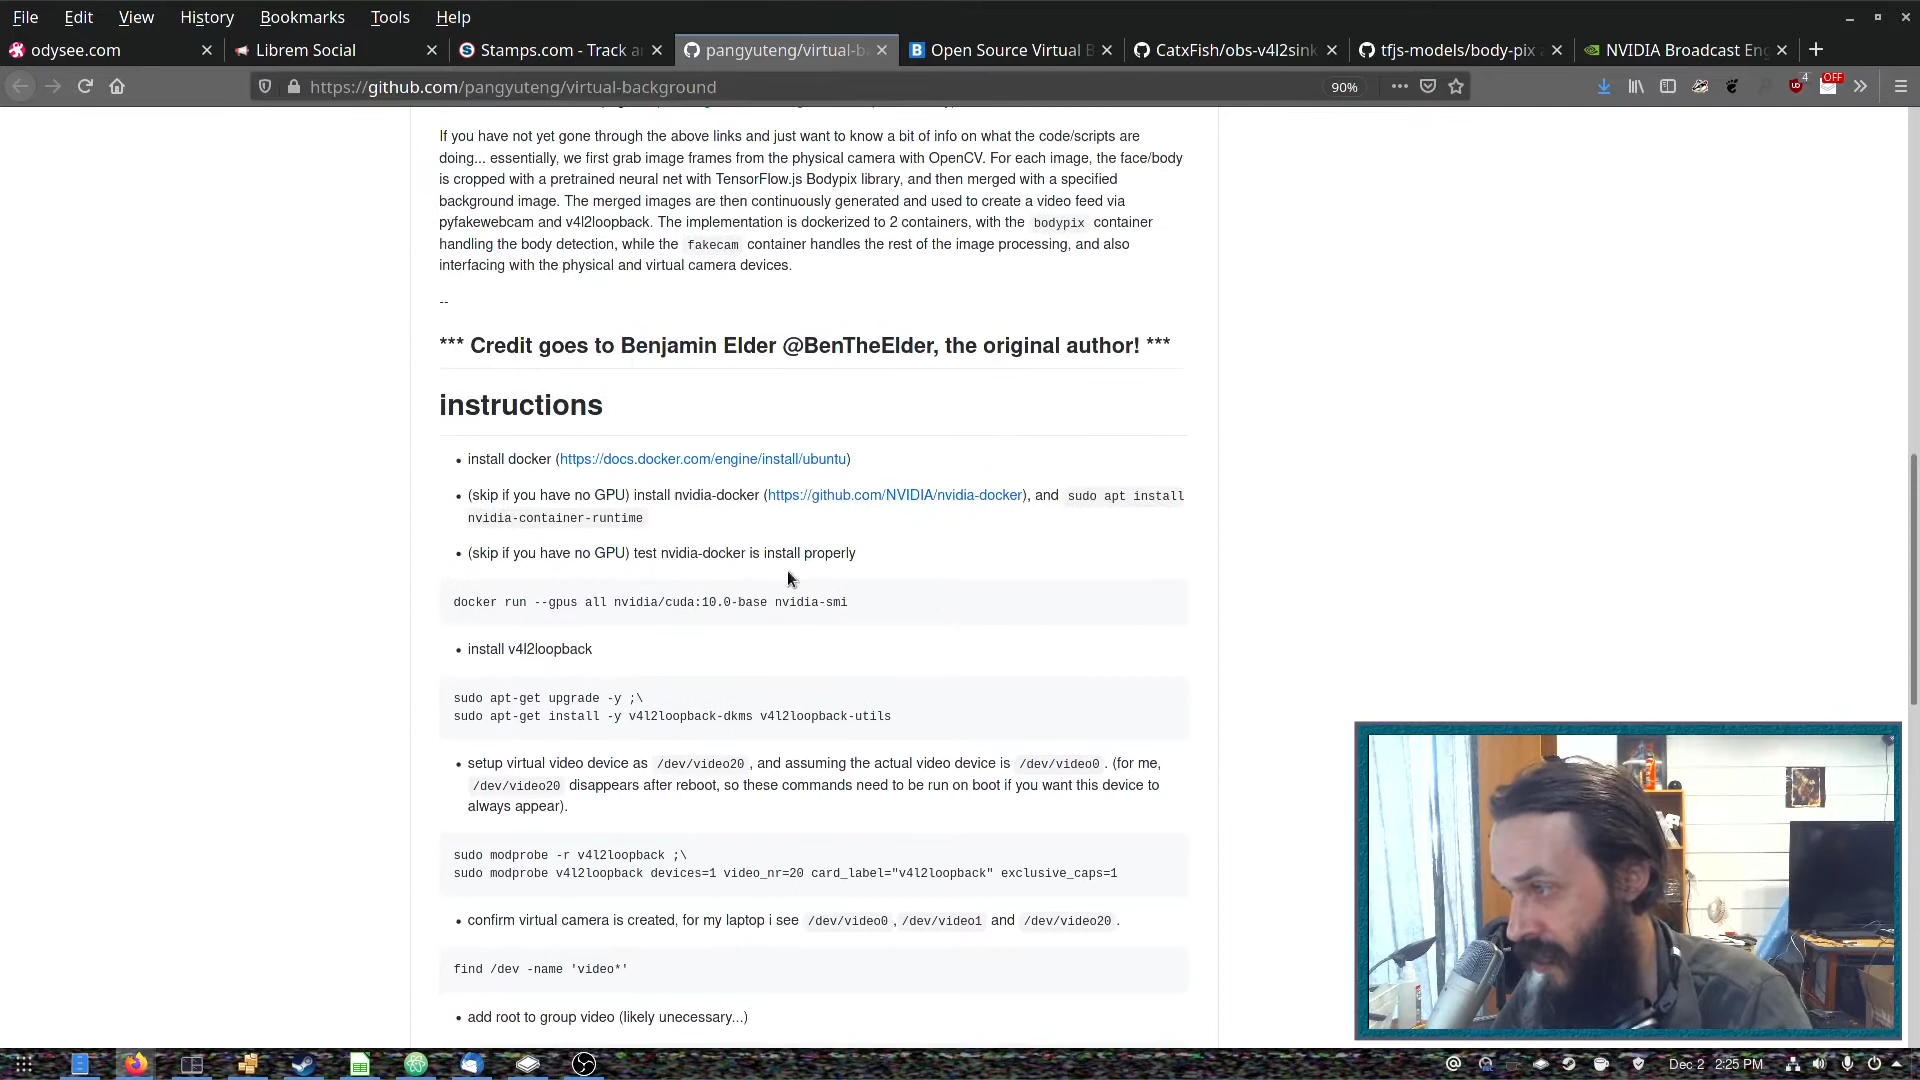 File Edit View History Bookmarks Tools Help
odysee.com
Librem Social
Stamps.com - Track a
pangyuteng/virtual-b
Open Source Virtual B
CatxFish/obs-v4l2sink
tfjs-models/body-pix a
NVIDIA Broadcast Eng
https://github.com/pangyuteng/virtual-background
90%
4
OFF
If you have not yet gone through the above links and just want to know a bit of info on what the code/scripts are
doing... essentially, we first grab image frames from the physical camera with OpenCV. For each image, the face/body
is cropped with a pretrained neural net with TensorFlow.js Bodypix library, and then merged with a specified
background image. The merged images are then continuously generated and used to create a video feed via
pyfakewebcam and v4l2loopback. The implementation is dockerized to 2 containers, with the bodypix container
handling the body detection, while the fakecam container handles the rest of the image processing, and also
interfacing with the physical and virtual camera devices.
--
*** Credit goes to Benjamin Elder @BenTheElder, the original author! ***
instructions
• install docker (https://docs.docker.com/engine/install/ubuntu)
• (skip if you have no GPU) install nvidia-docker (https://github.com/NVIDIA/nvidia-docker), and sudo apt install
nvidia-container-runtime
• (skip if you have no GPU) test nvidia-docker is install properly
docker run --gpus all nvidia/cuda:10.0-base nvidia-smi
• install v4l2loopback
sudo apt-get upgrade -y ;\
sudo apt-get install -y v4l2loopback-dkms v4l2loopback-utils
• setup virtual video device as /dev/video20 , and assuming the actual video device is /dev/video0 . (for me,
/dev/video20 disappears after reboot, so these commands need to be run on boot if you want this device to
always appear).
sudo modprobe -r v4l2loopback ;\
sudo modprobe v4l2loopback devices=1 video_nr=20 card_label="v4l2loopback" exclusive_caps=1
• confirm virtual camera is created, for my laptop i see /dev/video0 , /dev/video1 and /dev/video20 .
find /dev -name 'video*'
• add root to group video (likely unecessary...)
Dec 2 2:25 PM